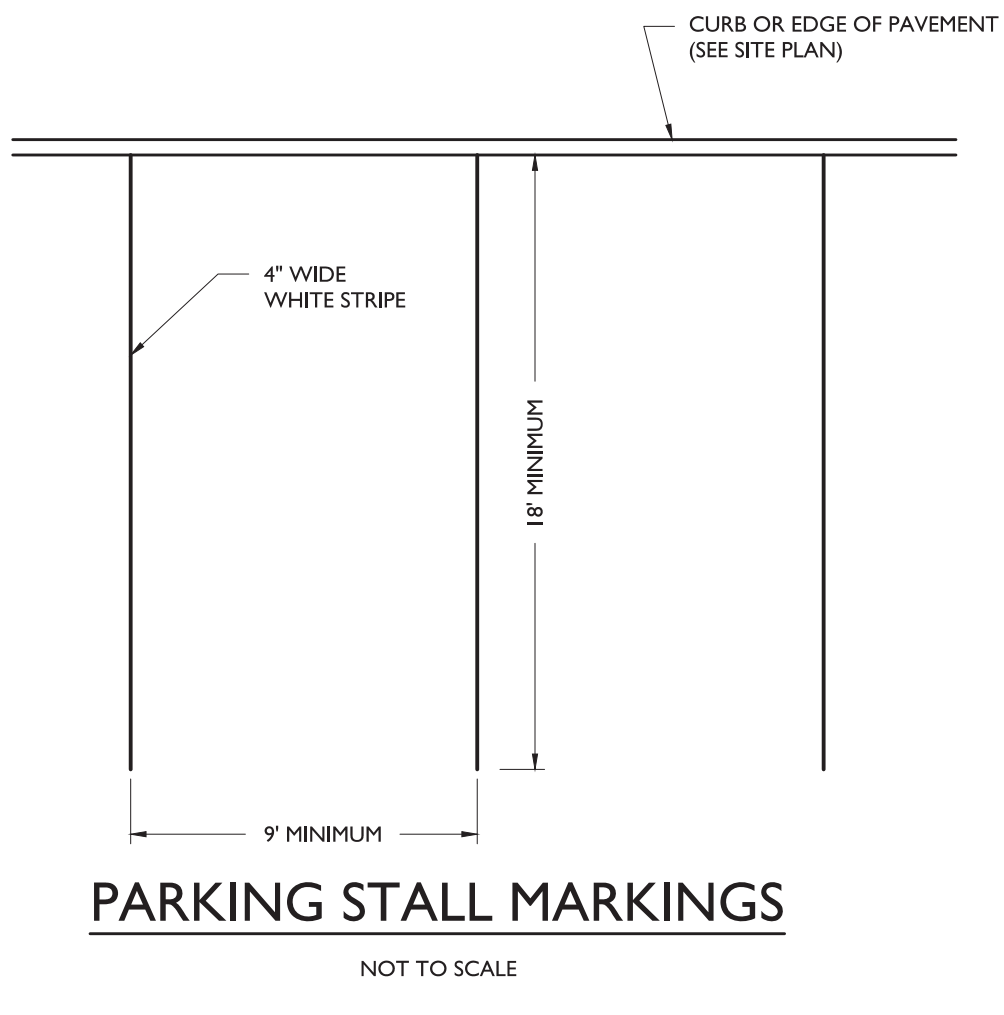 CURB OR EDGE OF PAVEMENT
(SEE SITE PLAN)
4" WIDE
WHITE STRIPE
18' MINIMUM
9' MINIMUM
PARKING STALL MARKINGS
NOT TO SCALE